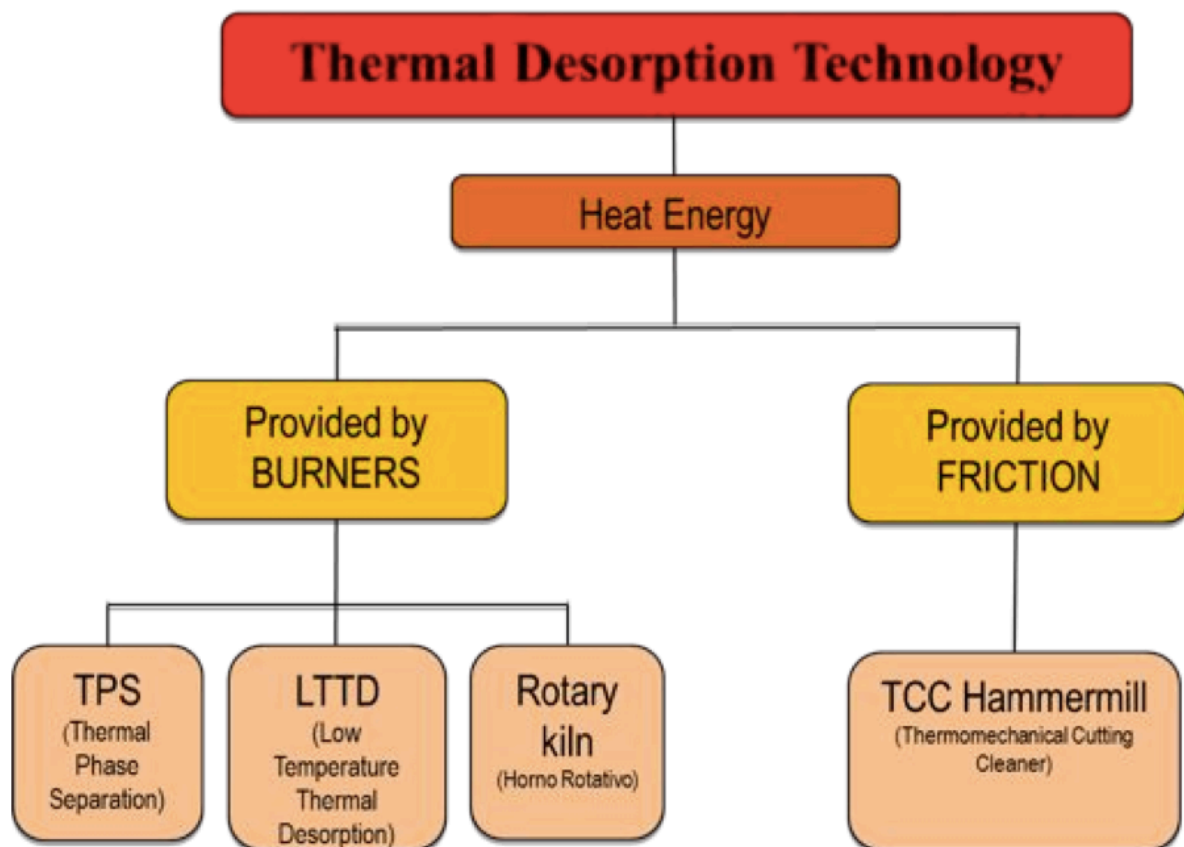 Thermal Desorption Technology
Heat Energy
Provided by
BURNERS
Provided by
FRICTION
TPS
(Thermal
Phase
Separation)
LTTD
(Low
Temperature
Thermal
Desorption)
Rotary
kiln
(Horno Rotativo)
TCC Hammermill
(Thermomechanical Cutting
Cleaner)